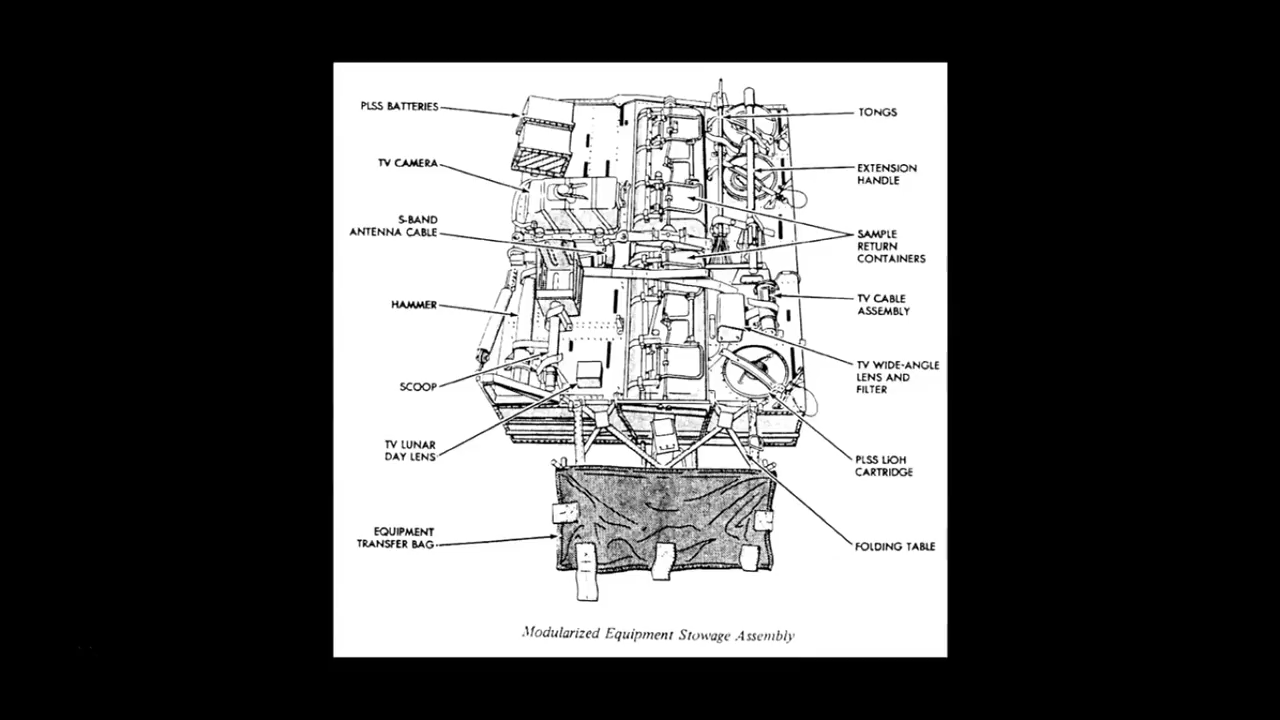 PLSS BATTERIES
TV CAMERA
S-BAND
ANTENNA CABLE
HAMMER
SCOOP
TV LUNAR
DAY LENS
EQUIPMENT
TRANSFER BAG
TONGS
EXTENSION
HANDLE
SAMPLE
RETURN
CONTAINERS
TV CABLE
ASSEMBLY
TV WIDE-ANGLE
LENS AND
FILTER
PLSS LIOH
CARTRIDGE
FOLDING TABLE
Modularized Equipment Stowage Assembly